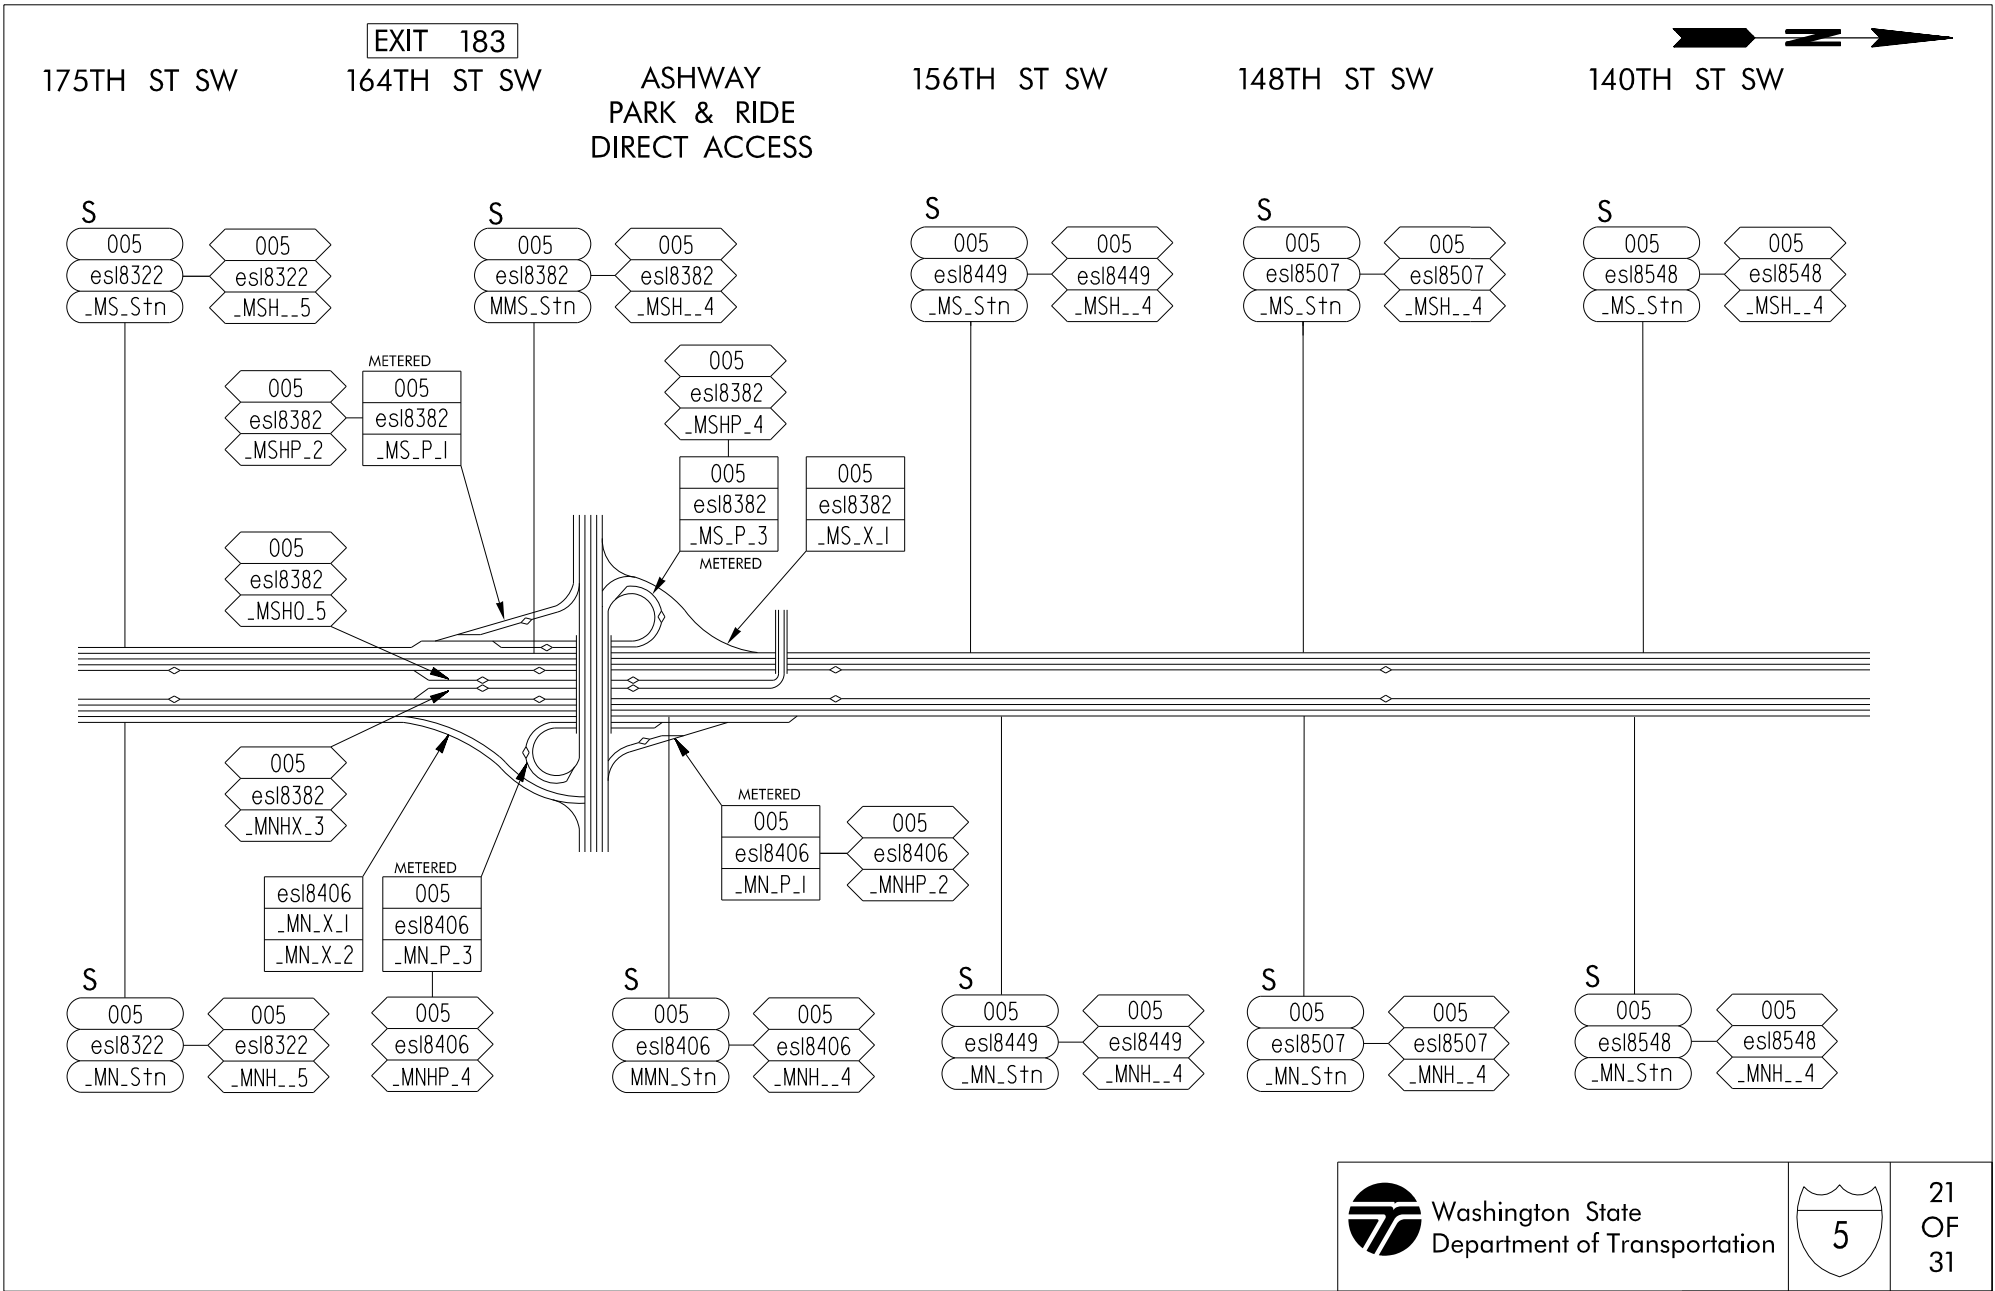 EXIT 183
175TH ST SW
164TH ST SW
ASHWAY
PARK & RIDE
DIRECT ACCESS
156TH ST SW
148TH ST SW
140TH ST SW
N
S
005
esl8322
_MS_Stn
005
esl8322
_MSH__5
S
005
esl8382
MMS_Stn
005
esl8382
_MSH__4
S
005
esl8449
_MS_Stn
005
esl8449
_MSH__4
S
005
esl8507
_MS_Stn
005
esl8507
_MSH__4
S
005
esl8548
_MS_Stn
005
esl8548
_MSH__4
005
esl8382
_MSHP_2
METERED
005
esl8382
_MS_P_1
005
esl8382
_MSHP_4
005
esl8382
_MS_P_3
METERED
005
esl8382
_MS_X_1
005
esl8382
_MSHO_5
005
esl8382
_MNHX_3
esl8406
_MN_X_1
_MN_X_2
METERED
005
esl8406
_MN_P_3
005
esl8406
_MNHP_4
METERED
005
esl8406
_MN_P_1
005
esl8406
_MNHP_2
S
005
esl8322
_MN_Stn
005
esl8322
_MNH__5
S
005
esl8406
MMN_Stn
005
esl8406
_MNH__4
S
005
esl8449
_MN_Stn
005
esl8449
_MNH__4
S
005
esl8507
_MN_Stn
005
esl8507
_MNH__4
S
005
esl8548
_MN_Stn
005
esl8548
_MNH__4
Washington State
Department of Transportation
5
21
OF
31